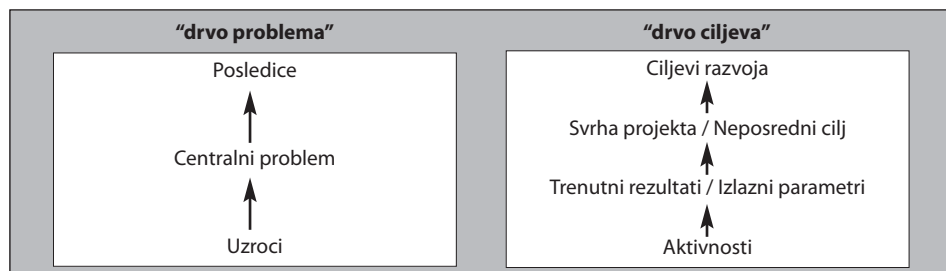 “drvo problema”
Posledice
Centralni problem
Uzroci
“drvo ciljeva”
Ciljevi razvoja
Svrha projekta / Neposredni cilj
Trenutni rezultati / Izlazni parametri
Aktivnosti